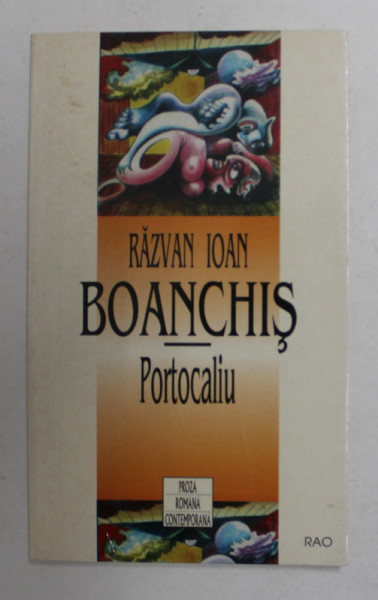 RĂZVAN IOAN
BOANCHIŞ
Portocaliu
PROZA
ROMANA
CONTEMPORANA
RAO